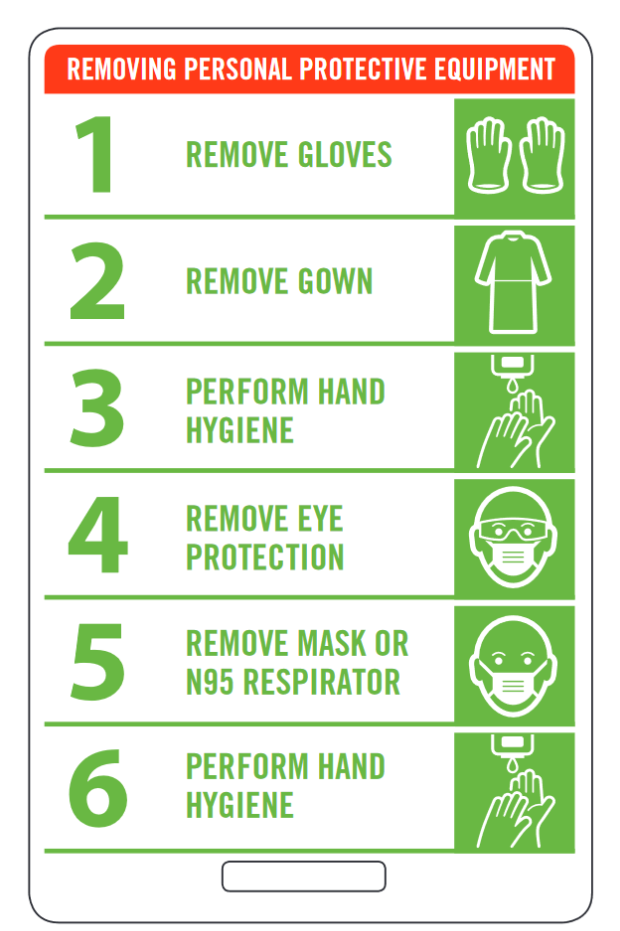 REMOVING PERSONAL PROTECTIVE EQUIPMENT
1
REMOVE GLOVES
2
REMOVE GOWN
3
PERFORM HAND
HYGIENE
4
REMOVE EYE
PROTECTION
5
REMOVE MASK OR
N95 RESPIRATOR
6
PERFORM HAND
HYGIENE